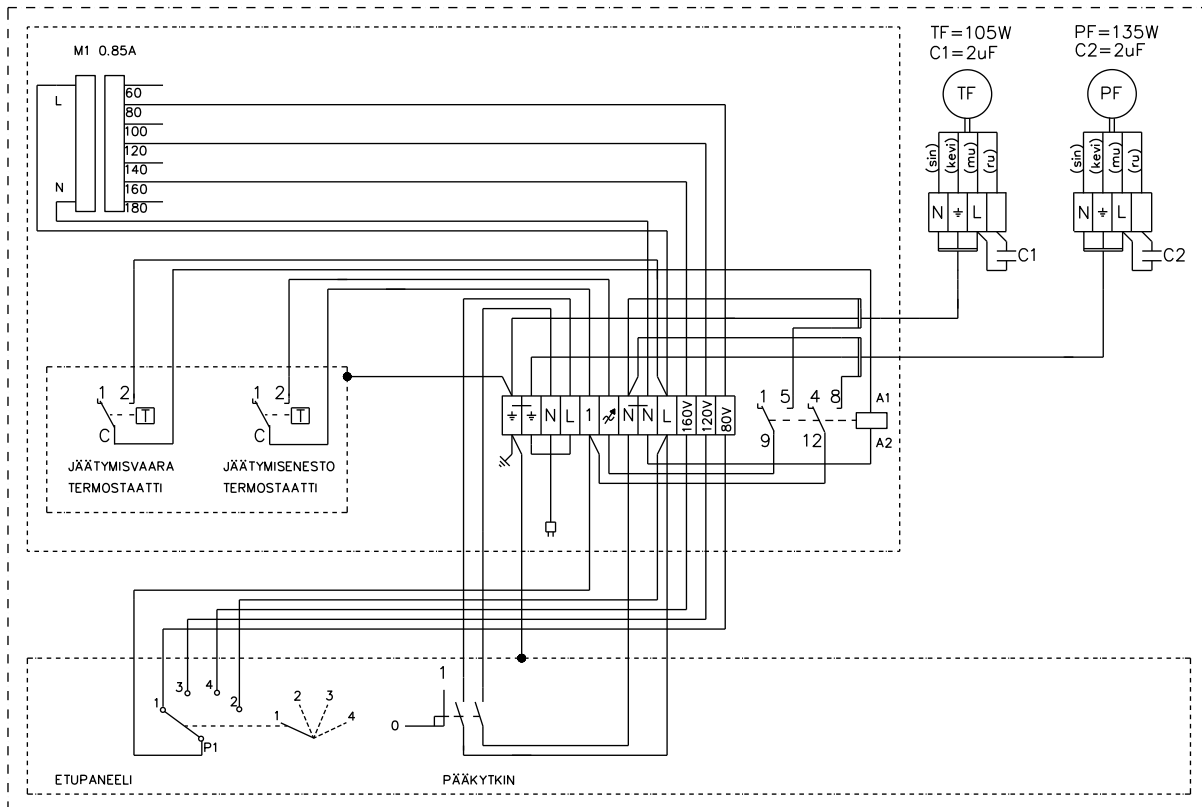 M1 0.85A
TF=105W
C1=2uF
PF=135W
C2=2uF
L
60
80
100
120
140
N
160
180
TF
PF
(sin)
(kevi)
(mu)
(ru)
(sin)
(kevi)
(mu)
(ru)
N
L
N
L
C1
C2
1 2
T
C
1 2
T
C
JÄÄTYMISVAARA
TERMOSTAATTI
JÄÄTYMISENESTO
TERMOSTAATTI
N
L
1
N
N
L
160V
120V
80V
1 5
4 8
9
12
A1
A2
1
3
4
2
P1
1
2
3
4
1
0
ETUPANEELI
PÄÄKYTKIN